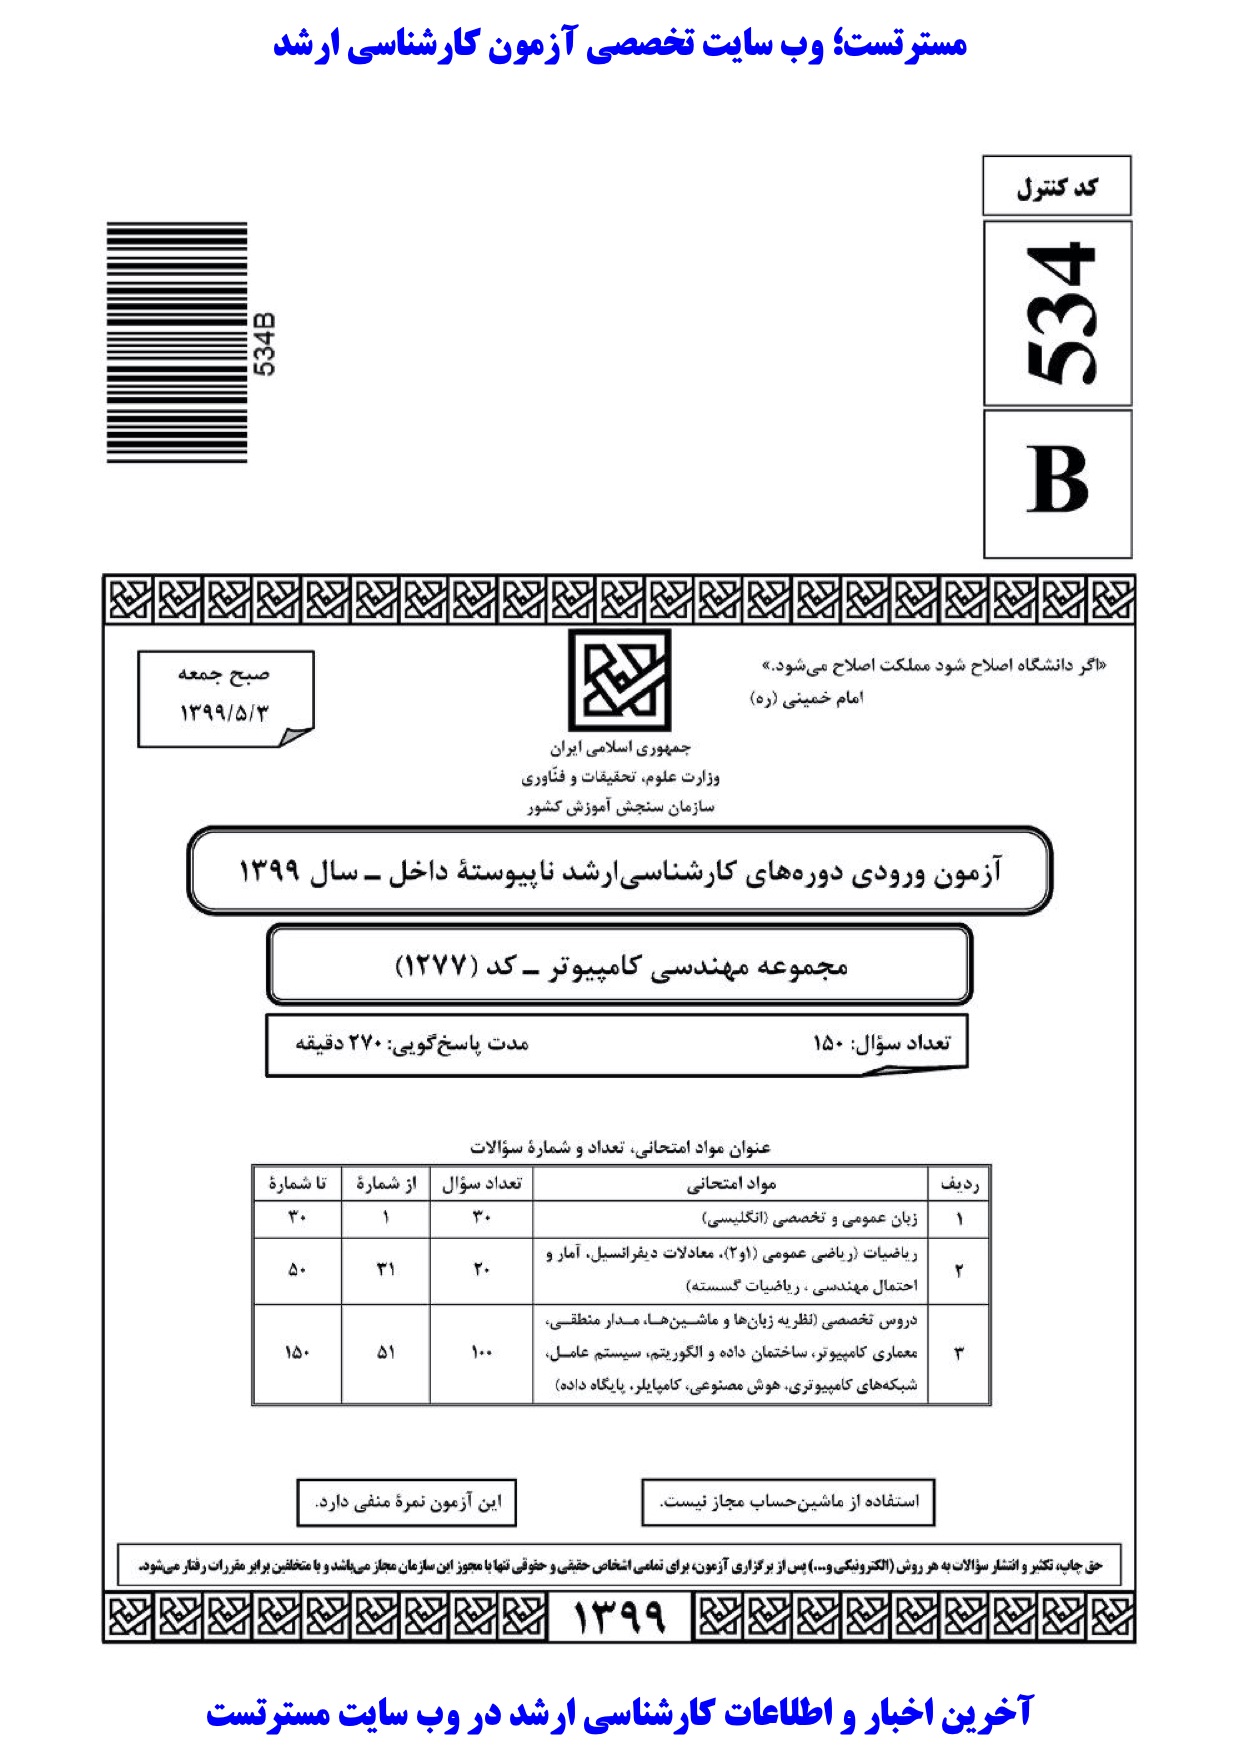 مسترتست؛ وب سایت تخصصی آزمون کارشناسی ارشد
کد کنترل
534
B
534B
«اگر دانشگاه اصلاح شود مملکت اصلاح می‌شود.»
امام خمینی (ره)
صبح جمعه
۱۳۹۹/۵/۳
جمهوری اسلامی ایران
وزارت علوم، تحقیقات و فنّاوری
سازمان سنجش آموزش کشور
آزمون ورودی دوره‌های کارشناسی‌ارشد ناپیوستهٔ داخل ـ سال ۱۳۹۹
مجموعه مهندسی کامپیوتر ـ کد (۱۲۷۷)
تعداد سؤال: ۱۵۰ مدت پاسخ‌گویی: ۲۷۰ دقیقه
عنوان مواد امتحانی، تعداد و شمارهٔ سؤالات
ردیف مواد امتحانی تعداد سؤال از شمارهٔ تا شمارهٔ
۱ زبان عمومی و تخصصی (انگلیسی) ۳۰ ۱ ۳۰
۲ ریاضیات (ریاضی عمومی (۱و۲)، معادلات دیفرانسیل، آمار و
احتمال مهندسی ، ریاضیات گسسته) ۲۰ ۳۱ ۵۰
دروس تخصصی (نظریه زبان‌ها و ماشین‌ها، مدار منطقی،
۳ معماری کامپیوتر، ساختمان داده و الگوریتم، سیستم عامل، ۱۰۰ ۵۱ ۱۵۰
شبکه‌های کامپیوتری، هوش مصنوعی، کامپایلر، پایگاه داده)
استفاده از ماشین‌حساب مجاز نیست.
این آزمون نمرهٔ منفی دارد.
حق چاپ، تکثیر و انتشار سؤالات به هر روش (الکترونیکی و...) پس از برگزاری آزمون، برای تمامی اشخاص حقیقی و حقوقی تنها با مجوز این سازمان مجاز می‌باشد و با متخلفین برابر مقررات رفتار می‌شود.
۱۳۹۹
آخرین اخبار و اطلاعات کارشناسی ارشد در وب سایت مسترتست